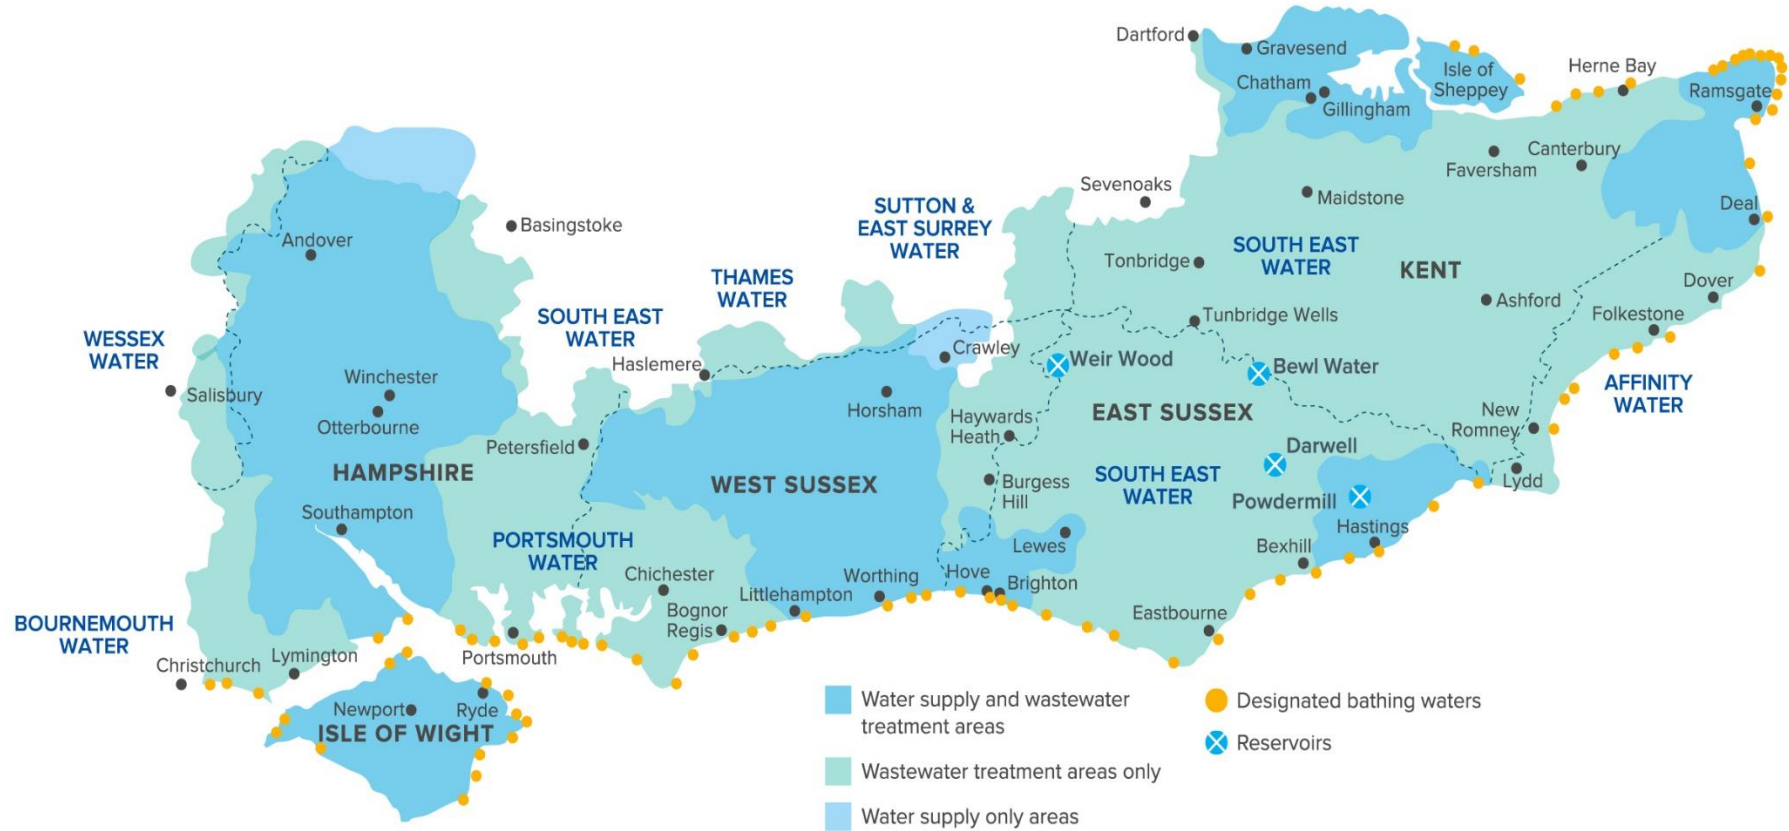 Dartford
Gravesend
Chatham
Gillingham
Isle of
Sheppey
Herne Bay
Ramsgate
Faversham
Canterbury
Sevenoaks
Maidstone
Deal
SUTTON &
EAST SURREY
WATER
Basingstoke
Andover
SOUTH EAST
WATER
KENT
Tonbridge
THAMES
WATER
Dover
Ashford
Folkestone
SOUTH EAST
WATER
Tunbridge Wells
WESSEX
WATER
Crawley
Haslemere
Weir Wood
Bewl Water
Winchester
Salisbury
AFFINITY
WATER
Horsham
Haywards
Heath
EAST SUSSEX
New
Romney
Otterbourne
Petersfield
Darwell
HAMPSHIRE
WEST SUSSEX
Burgess
Hill
SOUTH EAST
WATER
Lydd
Powdermill
Southampton
Hastings
PORTSMOUTH
WATER
Lewes
Bexhill
Chichester
Worthing
Hove
Brighton
Littlehampton
Bognor
Regis
Eastbourne
BOURNEMOUTH
WATER
Christchurch
Lymington
Portsmouth
Newport
Ryde
ISLE OF WIGHT
Water supply and wastewater
treatment areas
Wastewater treatment areas only
Water supply only areas
Designated bathing waters
Reservoirs